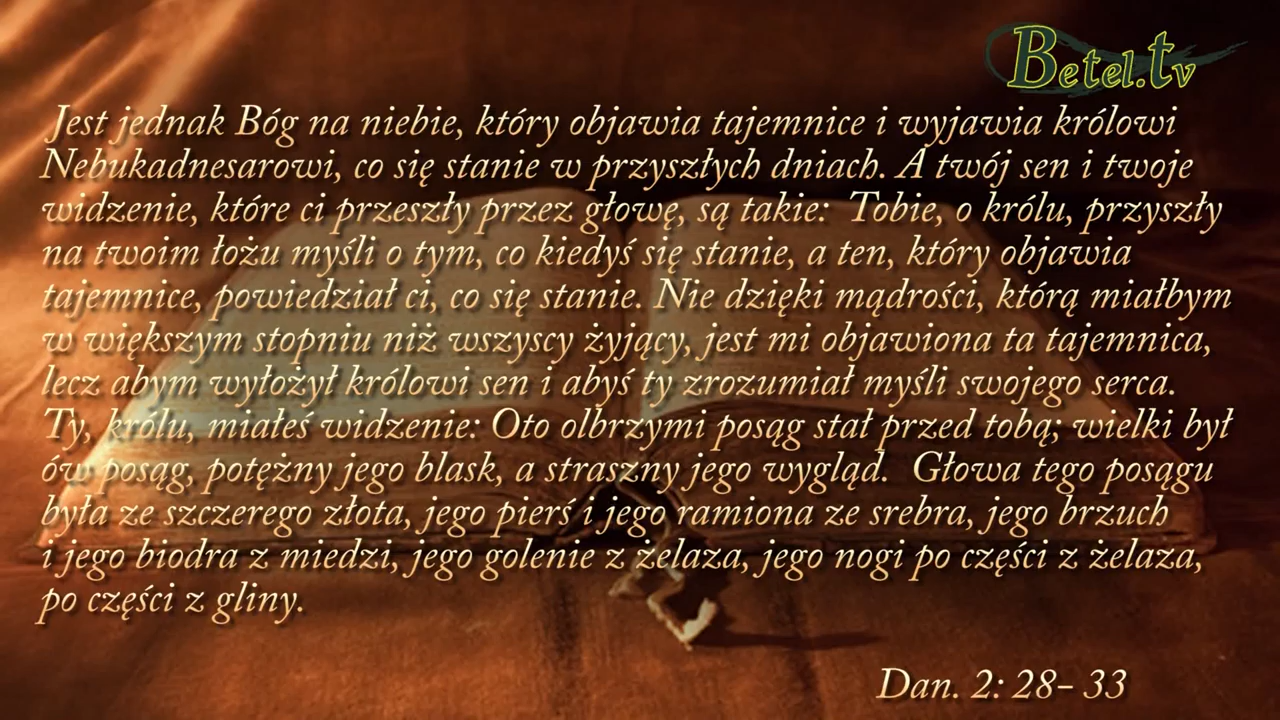 Betel.tv
Jest jednak Bóg na niebie, który objawia tajemnice i wyjawia królowi
Nebukadnesarowi, co się stanie w przyszłych dniach. A twój sen i twoje
widzenie, które ci przeszły przez głowę, są takie: Tobie, o królu, przyszły
na twoim łożu myśli o tym, co kiedyś się stanie, a ten, który objawia
tajemnice, powiedział ci, co się stanie. Nie dzięki mądrości, którą miałbym
w większym stopniu niż wszyscy żyjący, jest mi objawiona ta tajemnica,
lecz abym wyłożył królowi sen i abyś ty zrozumiał myśli swojego serca.
Ty, królu, miałeś widzenie: Oto olbrzymi posąg stał przed tobą; wielki był
ów posąg, potężny jego blask, a straszny jego wygląd. Głowa tego posągu
była ze szczerego złota, jego pierś i jego ramiona ze srebra, jego brzuch
i jego biodra z miedzi, jego golenie z żelaza, jego nogi po części z żelaza,
po części z gliny.
Dan. 2: 28- 33